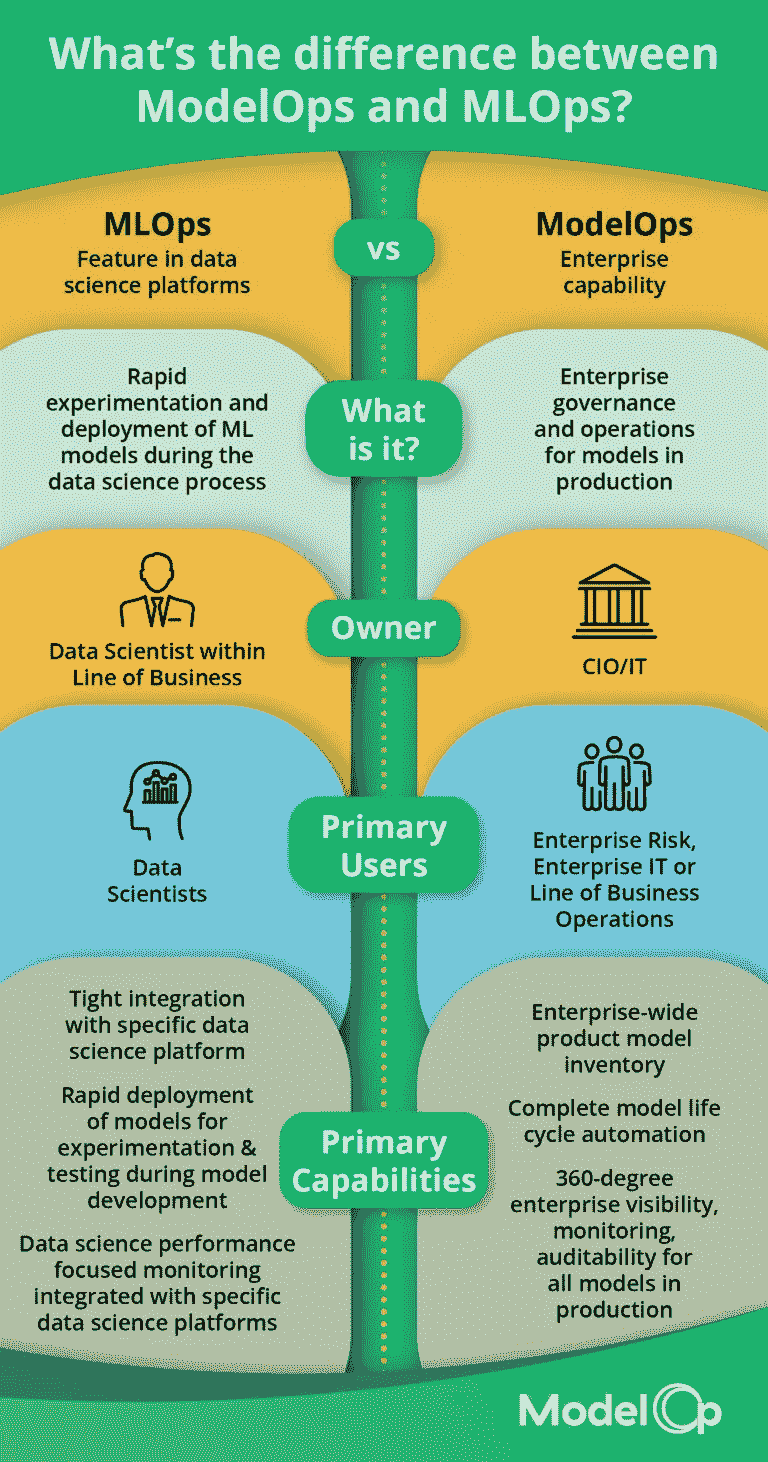 What's the difference between
ModelOps and MLOps?
MLOps
Feature in data
science platforms
vs
ModelOps
Enterprise
capability
Rapid
experimentation and
deployment of ML
models during the
data science process
What
is it?
Enterprise
governance
and operations
for models in
production
Data Scientist within
Line of Business
Owner
CIO/IT
Data
Scientists
Primary
Users
Enterprise Risk,
Enterprise IT or
Line of Business
Operations
Tight integration
with specific data
science platform
Rapid deployment
of models for
experimentation &
testing during model
development
Data science performance
focused monitoring
integrated with specific
data science platforms
Primary
Capabilities
Enterprise-wide
product model
inventory
Complete model life
cycle automation
360-degree
enterprise visibility,
monitoring,
auditability for
all models in
production
ModelOp